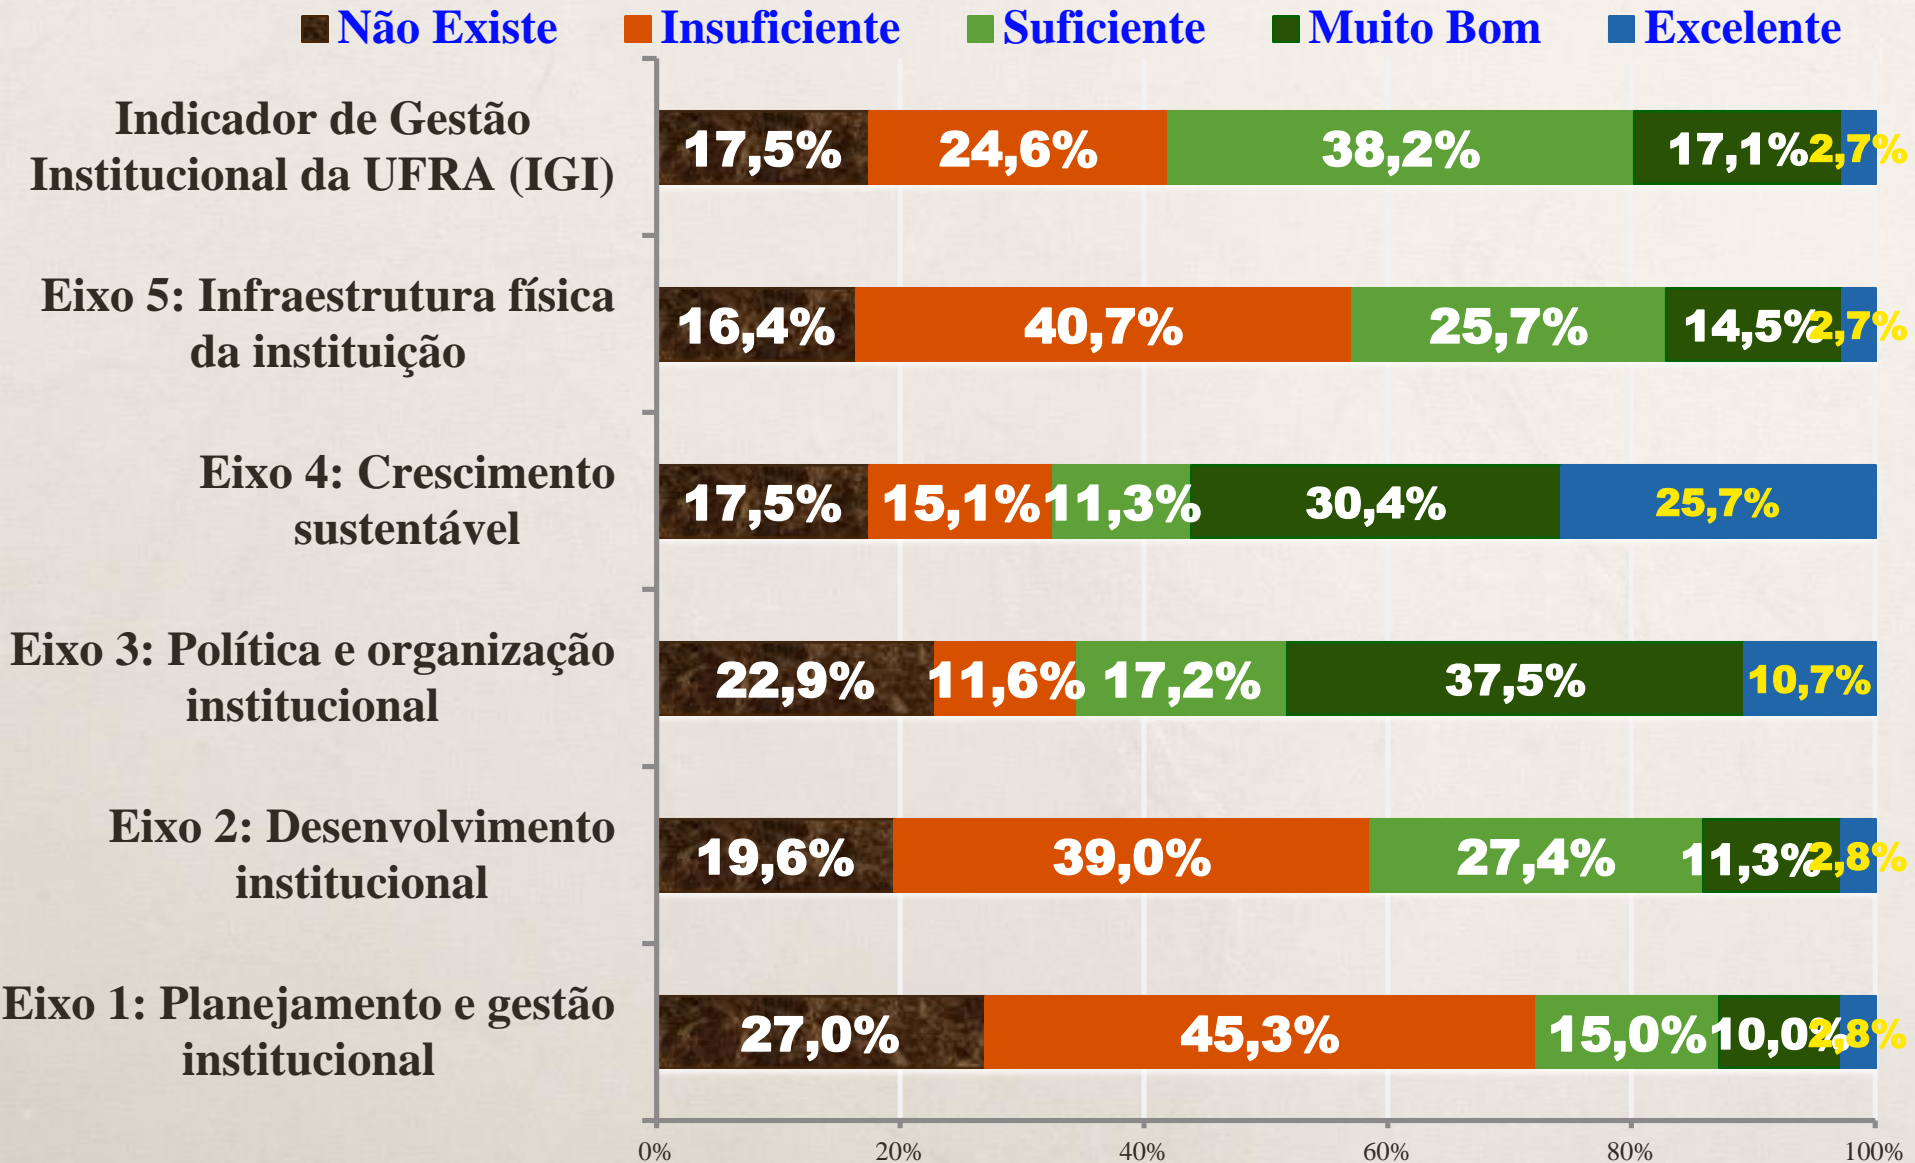 Não Existe Insuficiente Suficiente Muito Bom Excelente
Indicador de Gestão
Institucional da UFRA (IGI)
17,5% 24,6% 38,2% 17,1% 2,7%
Eixo 5: Infraestrutura física
da instituição
16,4% 40,7% 25,7% 14,5% 2,7%
Eixo 4: Crescimento
sustentável
17,5% 15,1% 11,3% 30,4% 25,7%
Eixo 3: Política e organização
institucional
22,9% 11,6% 17,2% 37,5% 10,7%
Eixo 2: Desenvolvimento
institucional
19,6% 39,0% 27,4% 11,3% 2,8%
Eixo 1: Planejamento e gestão
institucional
27,0% 45,3% 15,0% 10,0% 2,8%
0% 20% 40% 60% 80% 100%